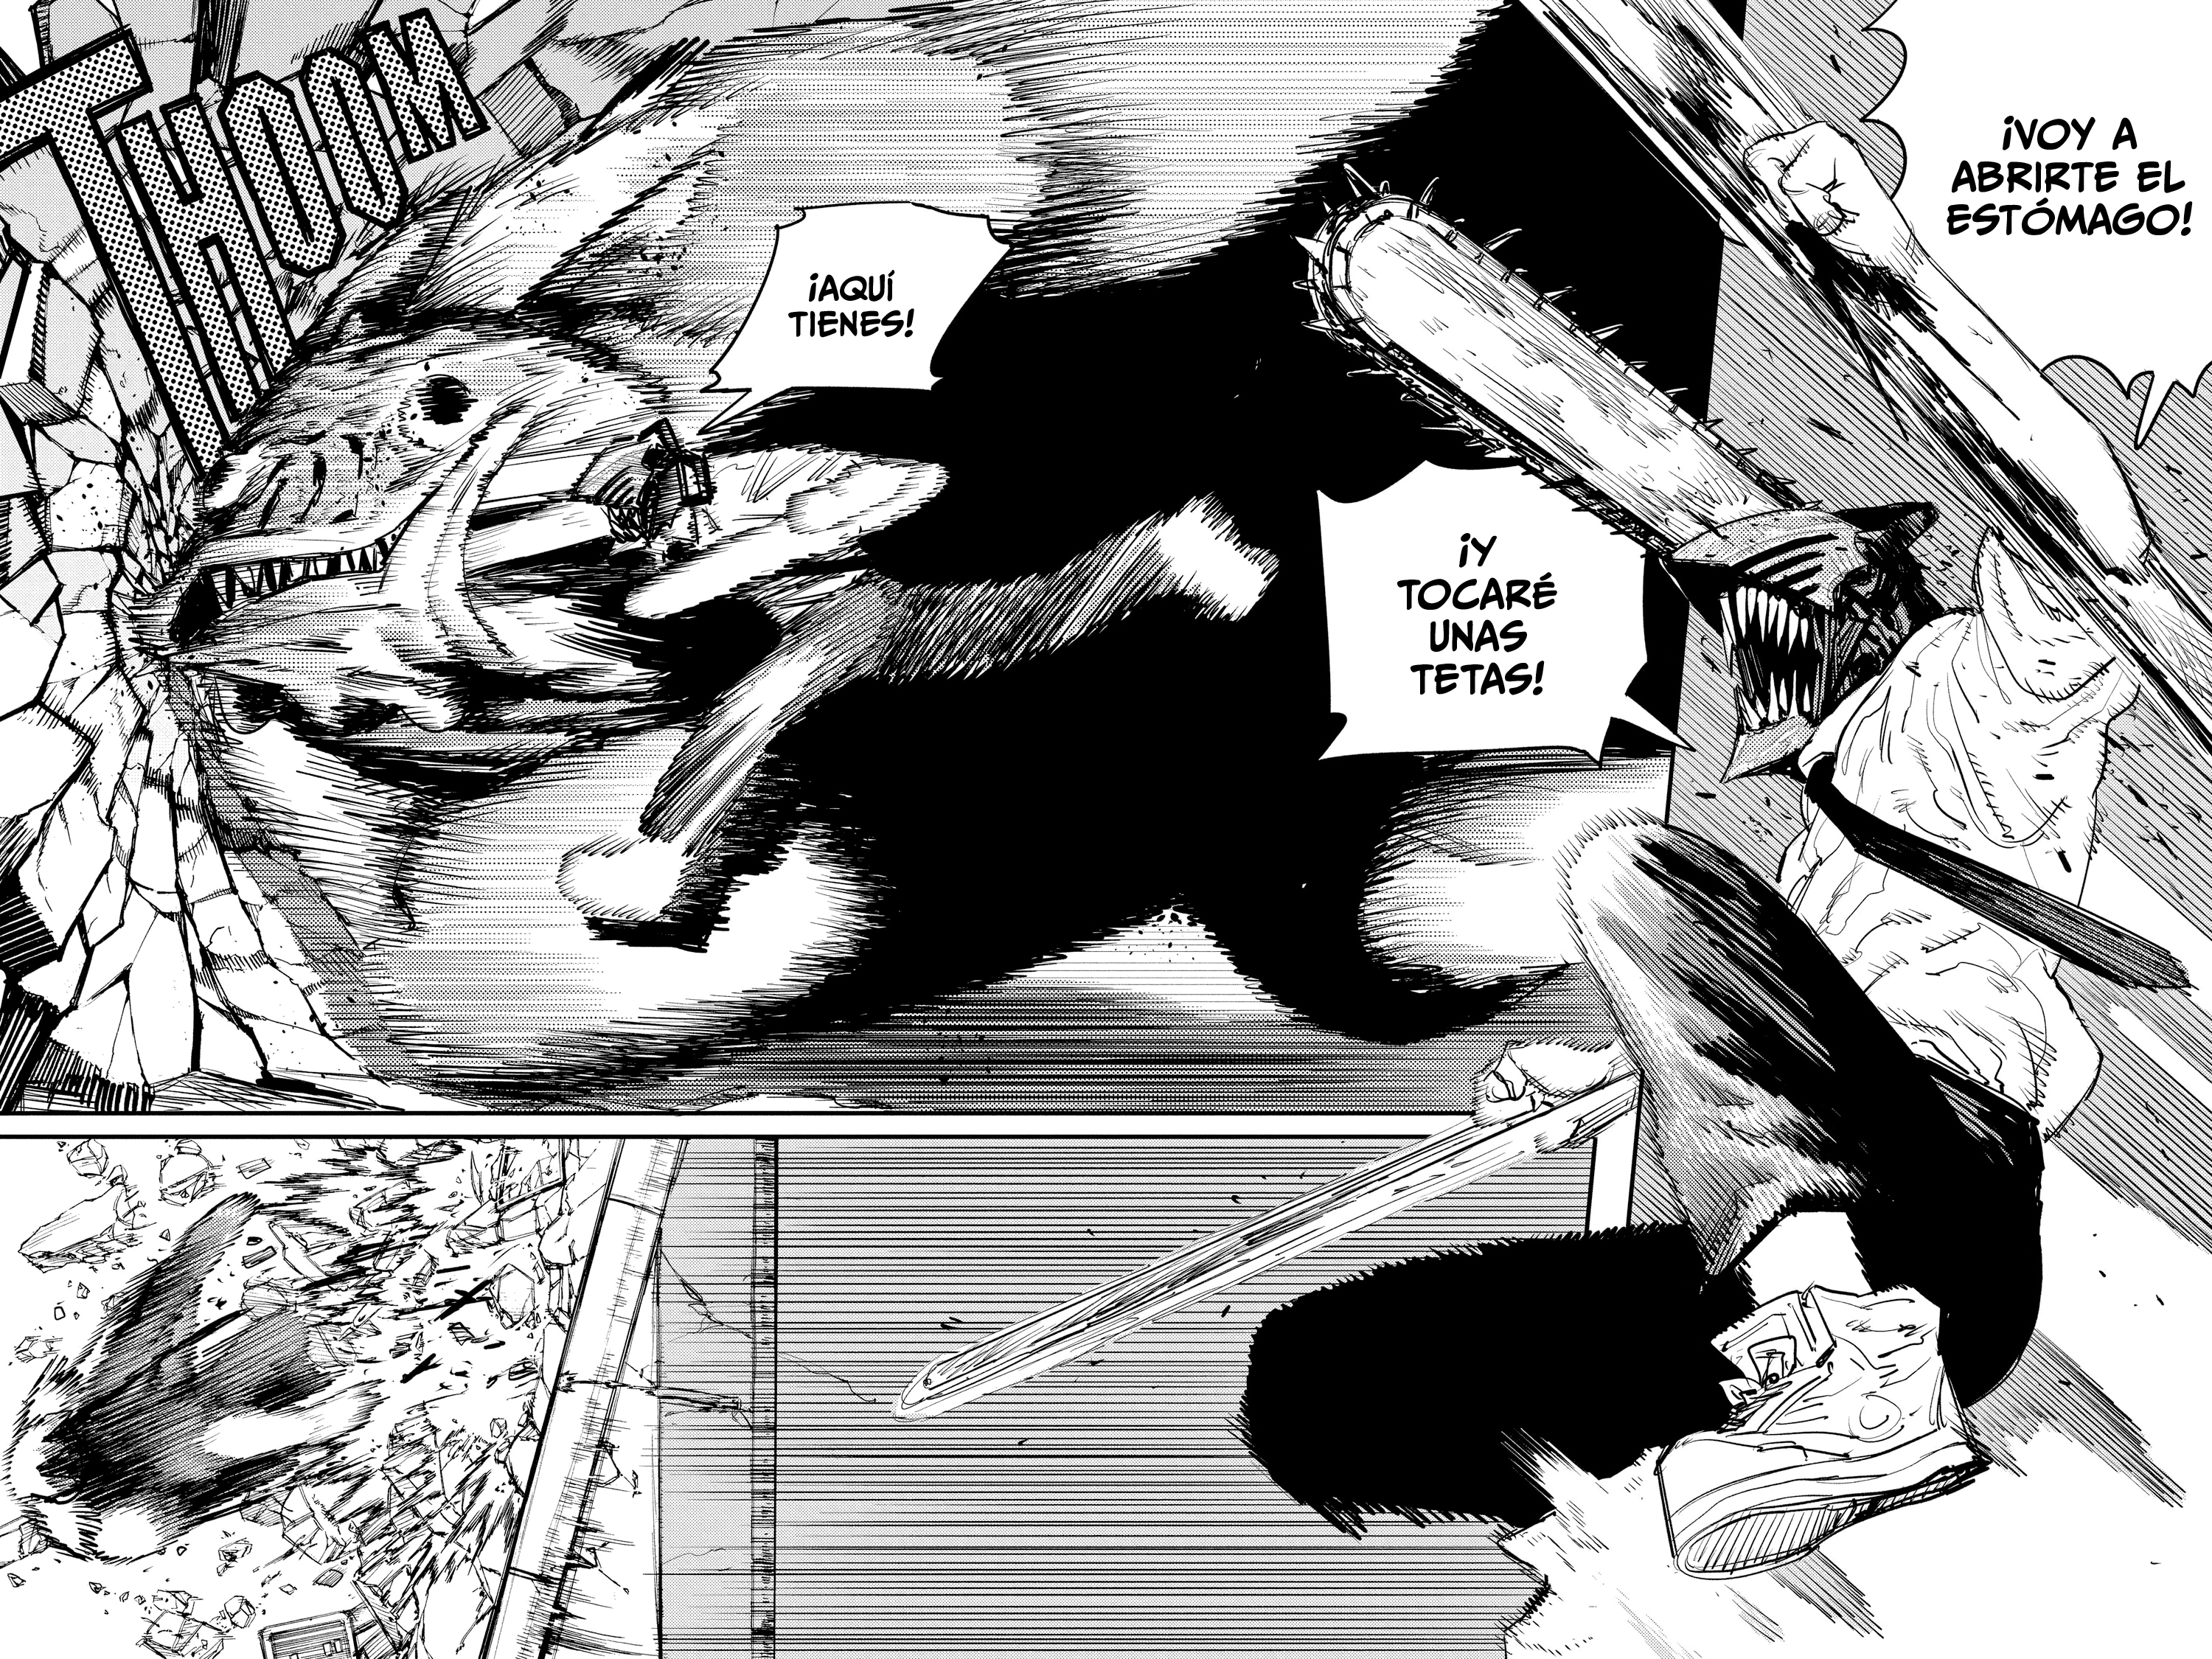 ¡VOY A
ABRIRTE EL
ESTÓMAGO!
¡Y
TOCARÉ
UNAS
TETAS!
¡AQUÍ
TIENES!
THOOM